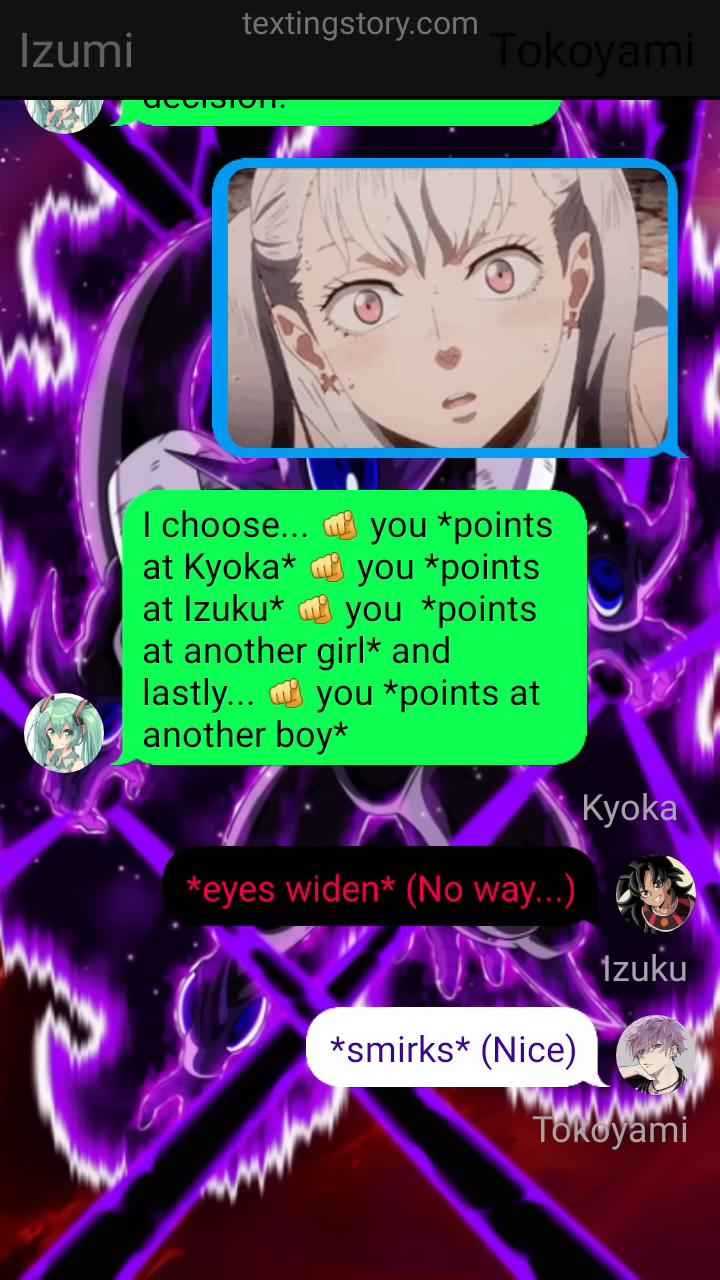 textingstory.com
Izumi
Tokoyami
decision.
I choose... 🫵 you *points
at Kyoka* 🫵 you *points
at Izuku* 🫵 you *points
at another girl* and
lastly... 🫵 you *points at
another boy*
Kyoka
*eyes widen* (No way...)
Izuku
*smirks* (Nice)
Tokoyami